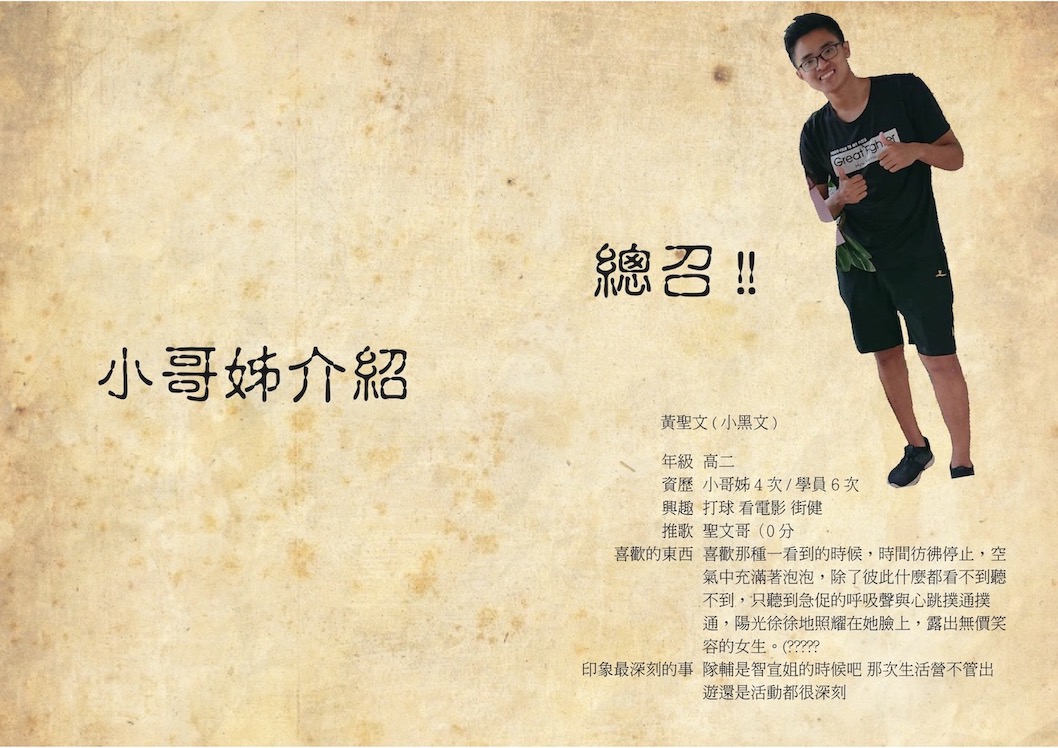 小哥姊介紹
總召!!
Great Fighter
黃聖文(小黑文)
年級 高二
資歷 小哥姊4次/學員6次
興趣 打球 看電影 街健
推歌 聖文哥(0分
喜歡的東西 喜歡那種一看到的時候,時間彷彿停止,空
氣中充滿著泡泡,除了彼此什麼都看不到聽
不到,只聽到急促的呼吸聲與心跳撲通撲
通,陽光徐徐地照耀在她臉上,露出無價笑
容的女生。(?????
印象最深刻的事 隊輔是智宣姐的時候吧 那次生活營不管出
遊還是活動都很深刻